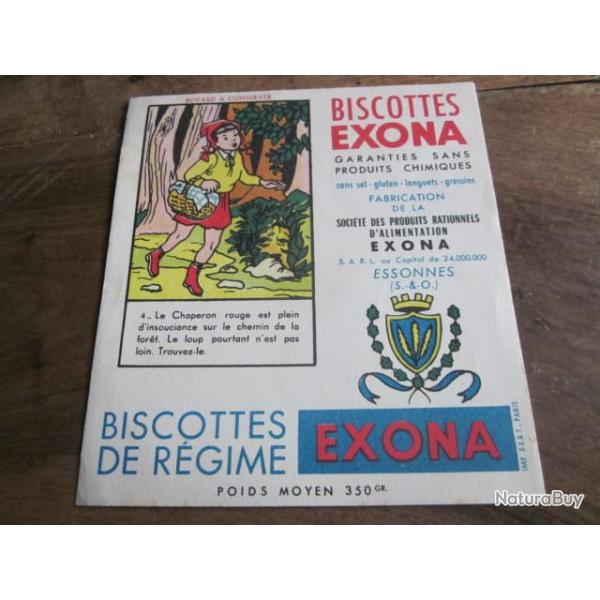 BUVARD A CONSERVER
4_ Le Chaperon rouge est plein
d'insouciance sur le chemin de la
forêt. Le loup pourtant n'est pas
loin. Trouvez-le.
BISCOTTES
EXONA
GARANTIES SANS
PRODUITS CHIMIQUES
sans sel - gluten - longuets - gressins
FABRICATION
DE LA
SOCIÉTÉ DES PRODUITS RATIONNELS
D'ALIMENTATION
EXONA
S. A. R. L. au Capital de 24.000.000
ESSONNES
(S.-&-O.)
BISCOTTES
DE RÉGIME
EXONA
POIDS MOYEN 350 GR.
IMP. S.E.R.T., PARIS
NaturaBuy